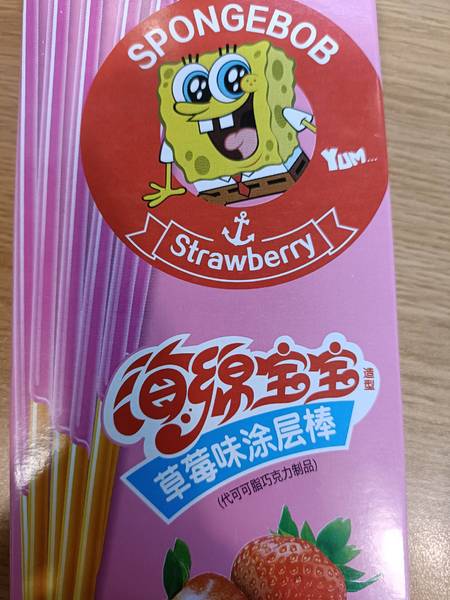 SPONGEBOB
YUM...
Strawberry
海绵宝宝
造型
草莓味涂层棒
(代可可脂巧克力制品)